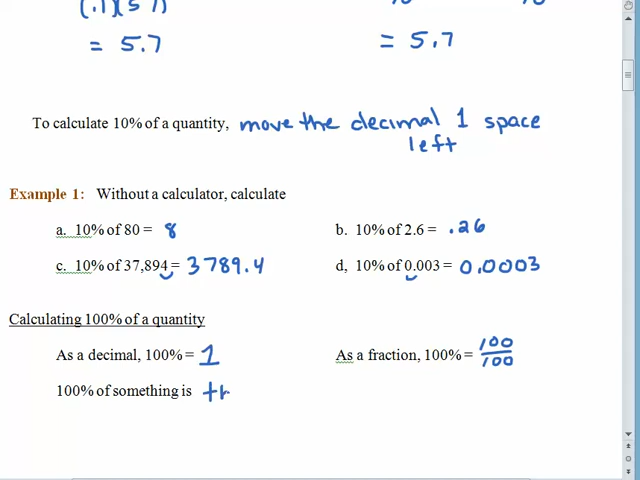 (.1)(57)
= 5.7
= 5.7
To calculate 10% of a quantity, move the decimal 1 space
left
Example 1: Without a calculator, calculate
a. 10% of 80 = 8
b. 10% of 2.6 = .26
c. 10% of 37,894 = 3789.4
d, 10% of 0.003 = 0.0003
Calculating 100% of a quantity
As a decimal, 100% = 1
As a fraction, 100% = 100/100
100% of something is